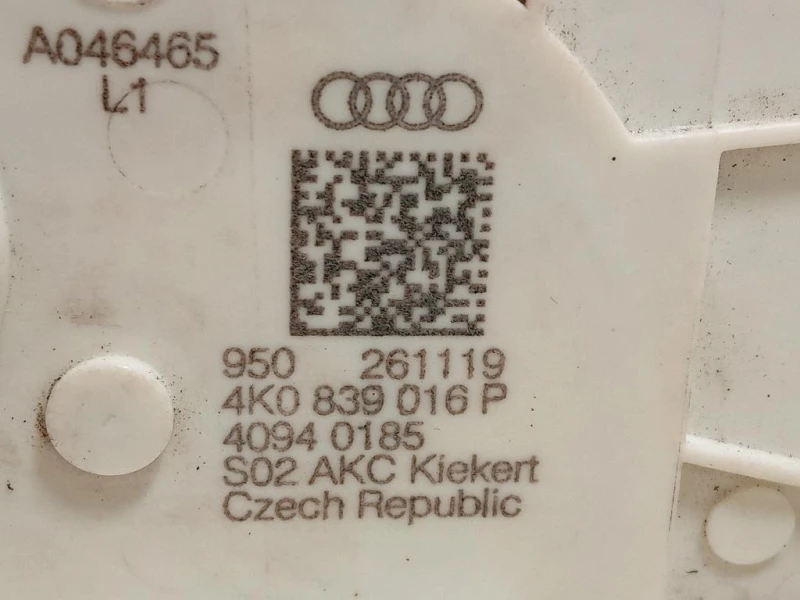 A046465
L1
950 261119
4K0 839 016 P
4094 0185
S02 AKC Kiekert
Czech Republic